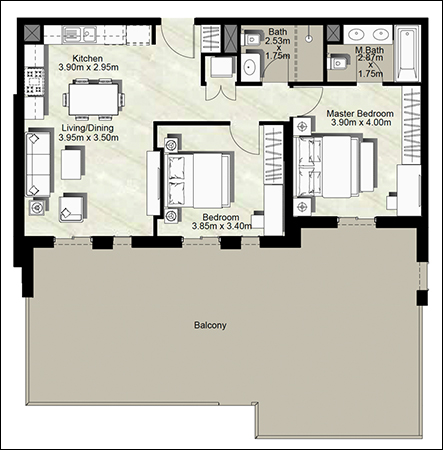 Bath
2.53m
x
1.75m
M.Bath
2.67m
x
1.75m
Kitchen
3.90m x 2.95m
Master Bedroom
3.90m x 4.00m
Living/Dining
3.95m x 3.50m
Bedroom
3.85m x 3.40m
Balcony